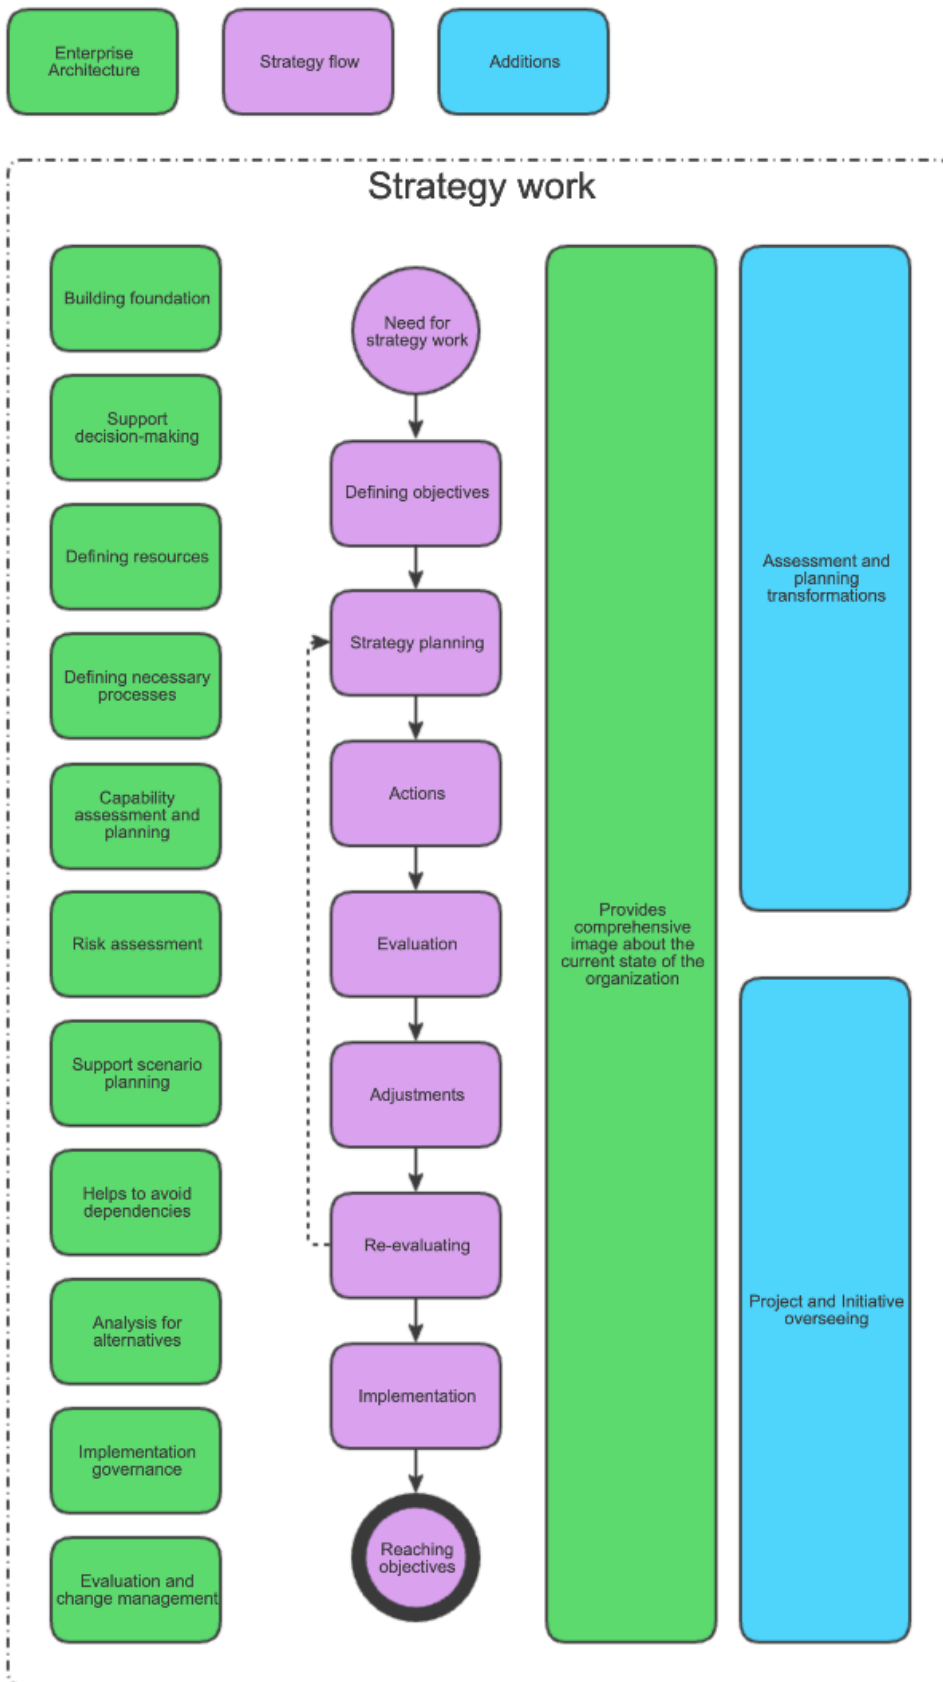 Enterprise
Architecture
Strategy flow
Additions
Strategy work
Building foundation
Support
decision-making
Defining resources
Defining necessary
processes
Capability
assessment and
planning
Risk assessment
Support scenario
planning
Helps to avoid
dependencies
Analysis for
alternatives
Implementation
governance
Evaluation and
change management
Need for
strategy work
Defining objectives
Strategy planning
Actions
Evaluation
Adjustments
Re-evaluating
Implementation
Reaching
objectives
Provides
comprehensive
image about the
current state of the
organization
Assessment and
planning
transformations
Project and Initiative
overseeing